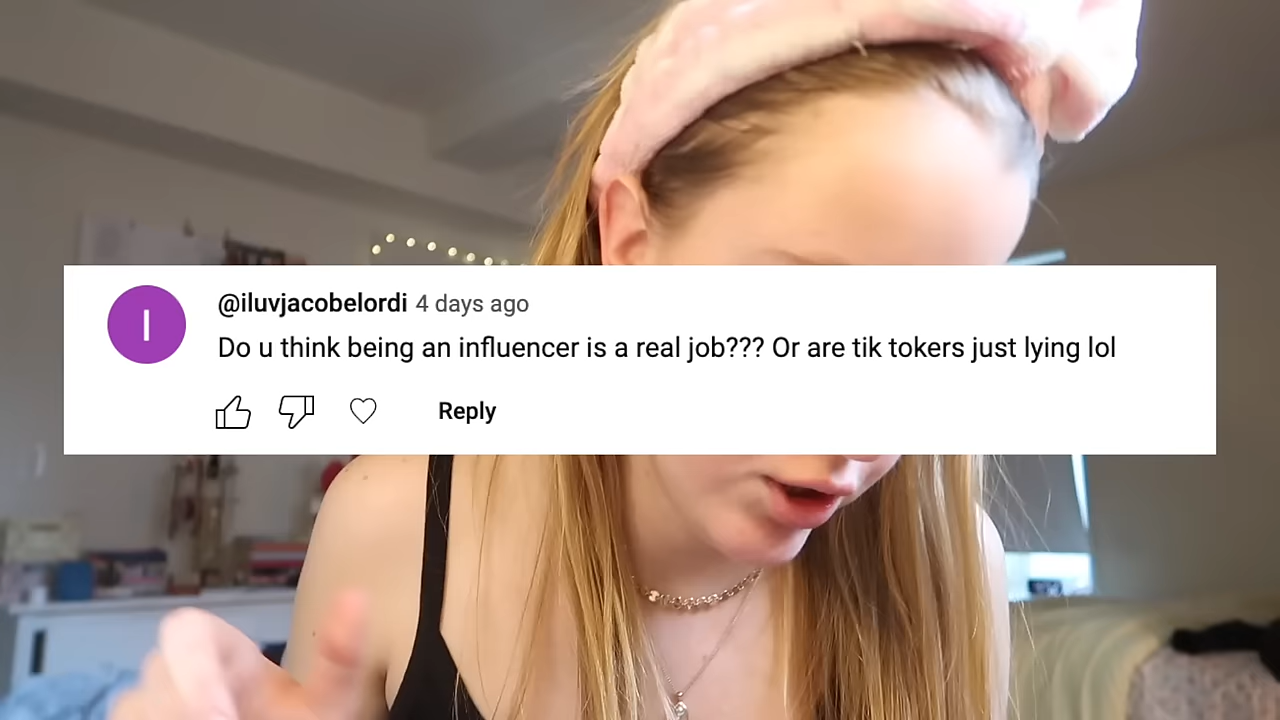 I
@iluvjacobelordi 4 days ago
Do u think being an influencer is a real job??? Or are tik tokers just lying lol
Reply